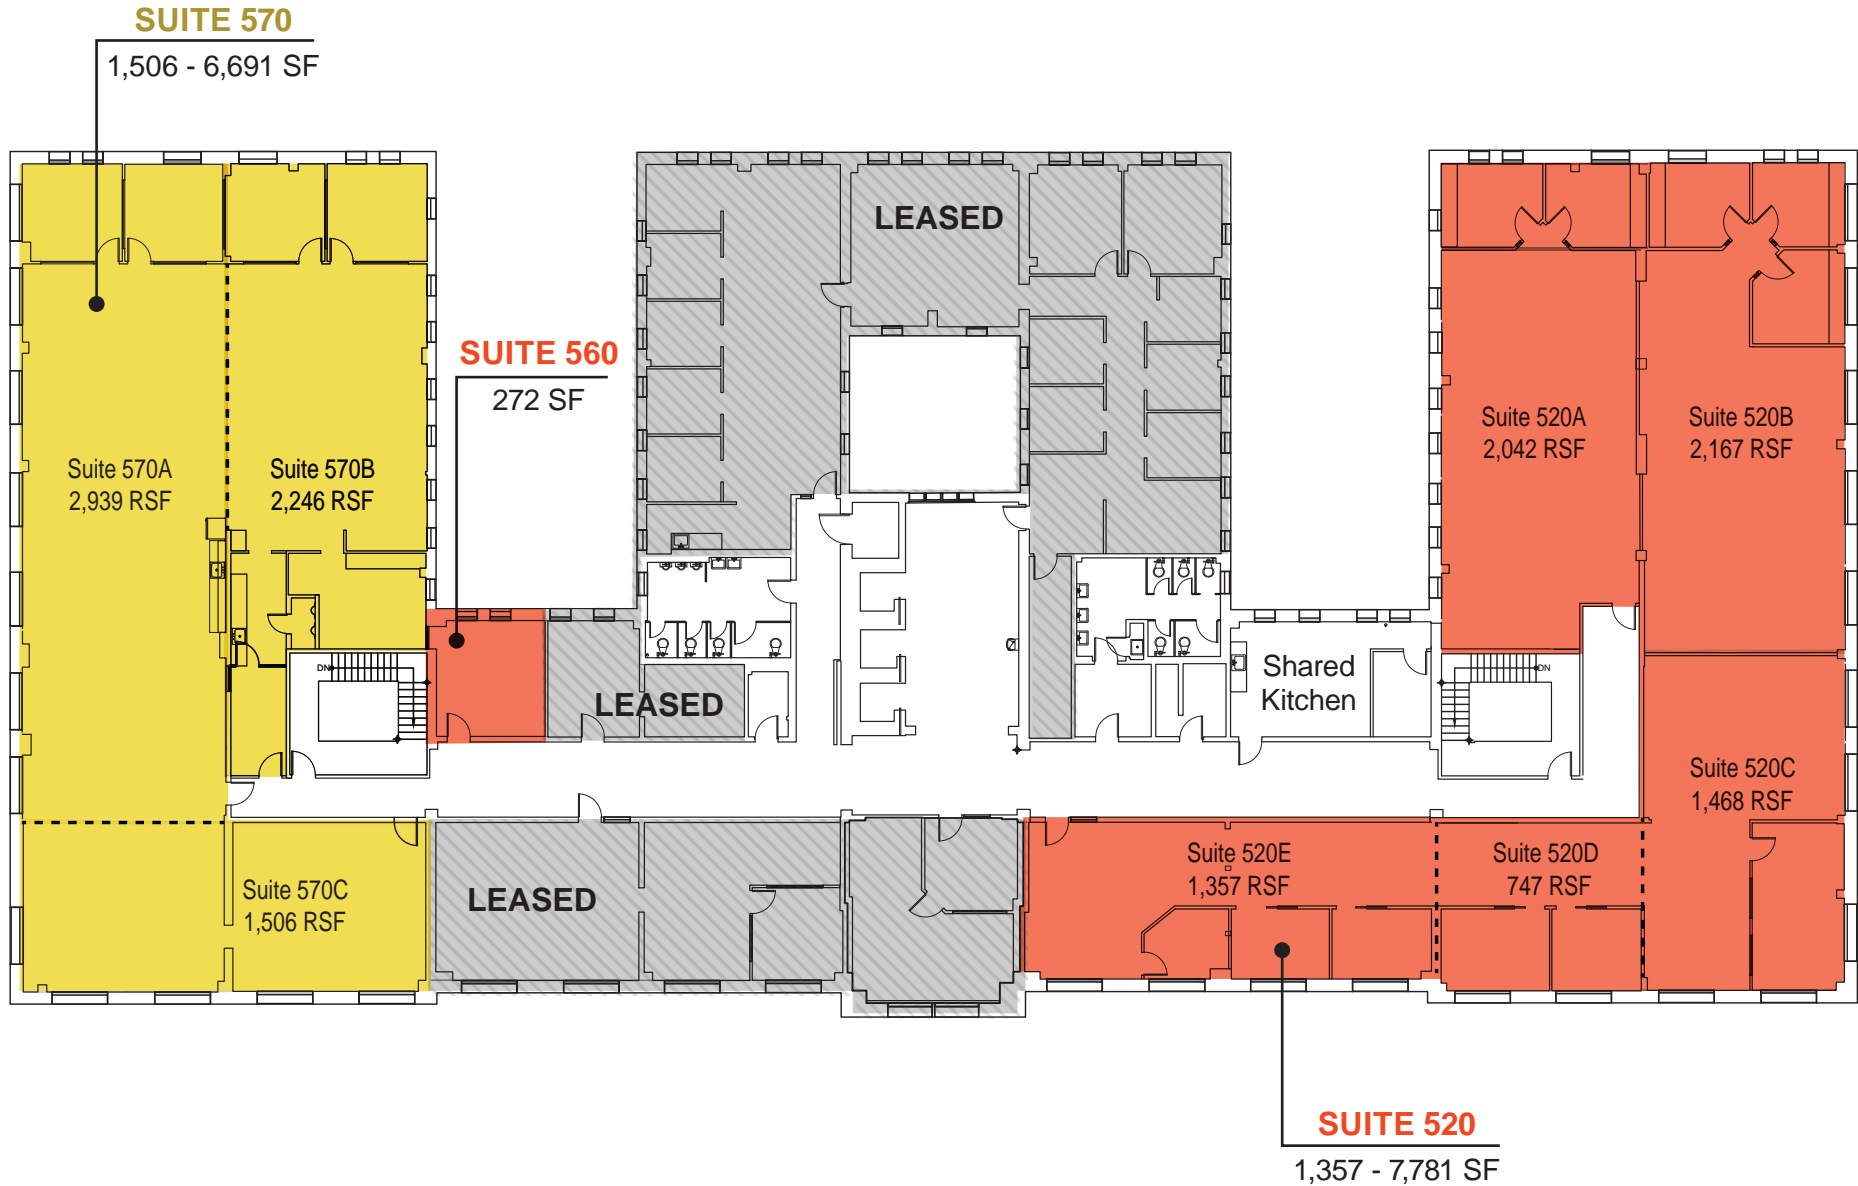 SUITE 570
1,506 - 6,691 SF
LEASED
SUITE 560
272 SF
Suite 520A
2,042 RSF
Suite 520B
2,167 RSF
Suite 570A
2,939 RSF
Suite 570B
2,246 RSF
DN
LEASED
Shared
Kitchen
DN
Suite 520C
1,468 RSF
Suite 570C
1,506 RSF
LEASED
Suite 520E
1,357 RSF
Suite 520D
747 RSF
SUITE 520
1,357 - 7,781 SF